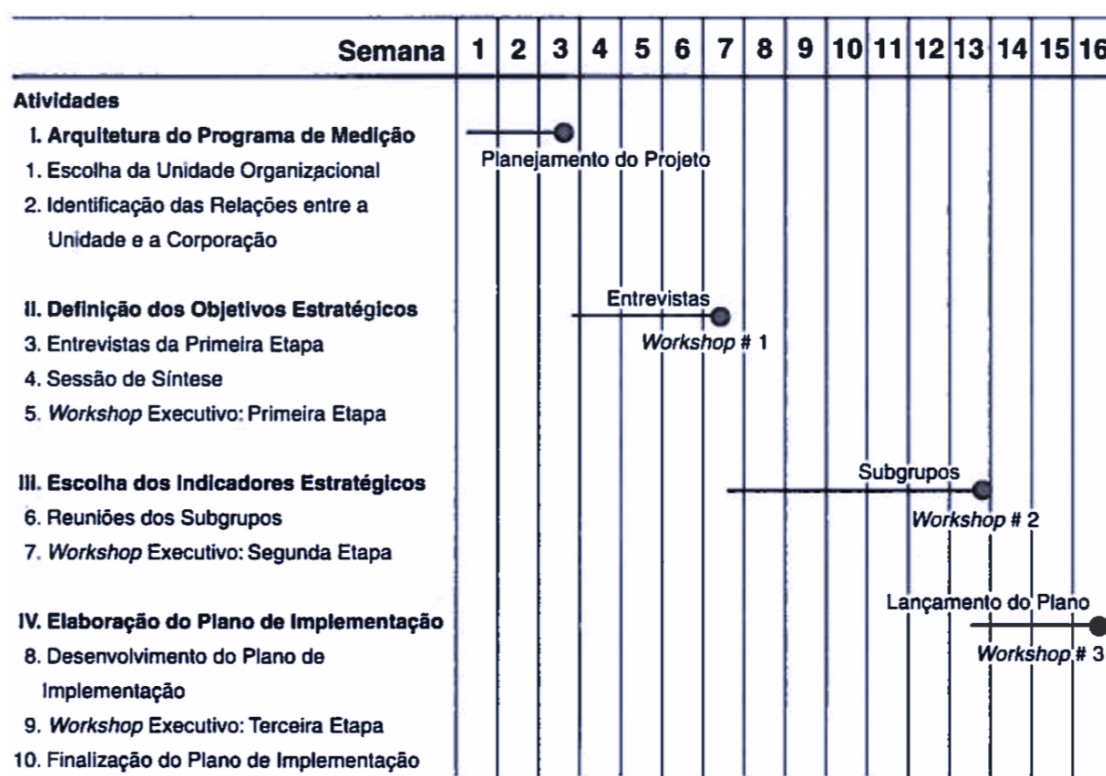 Semana 1 2 3 4 5 6 7 8 9 10 11 12 13 14 15 16
Atividades
I. Arquitetura do Programa de Medição
Planejamento do Projeto
1. Escolha da Unidade Organizacional
2. Identificação das Relações entre a
Unidade e a Corporação
II. Definição dos Objetivos Estratégicos
Entrevistas
Workshop # 1
3. Entrevistas da Primeira Etapa
4. Sessão de Síntese
5. Workshop Executivo: Primeira Etapa
III. Escolha dos Indicadores Estratégicos
Subgrupos
Workshop # 2
6. Reuniões dos Subgrupos
7. Workshop Executivo: Segunda Etapa
IV. Elaboração do Plano de Implementação
Lançamento do Plano
Workshop # 3
8. Desenvolvimento do Plano de
Implementação
9. Workshop Executivo: Terceira Etapa
10. Finalização do Plano de Implementação